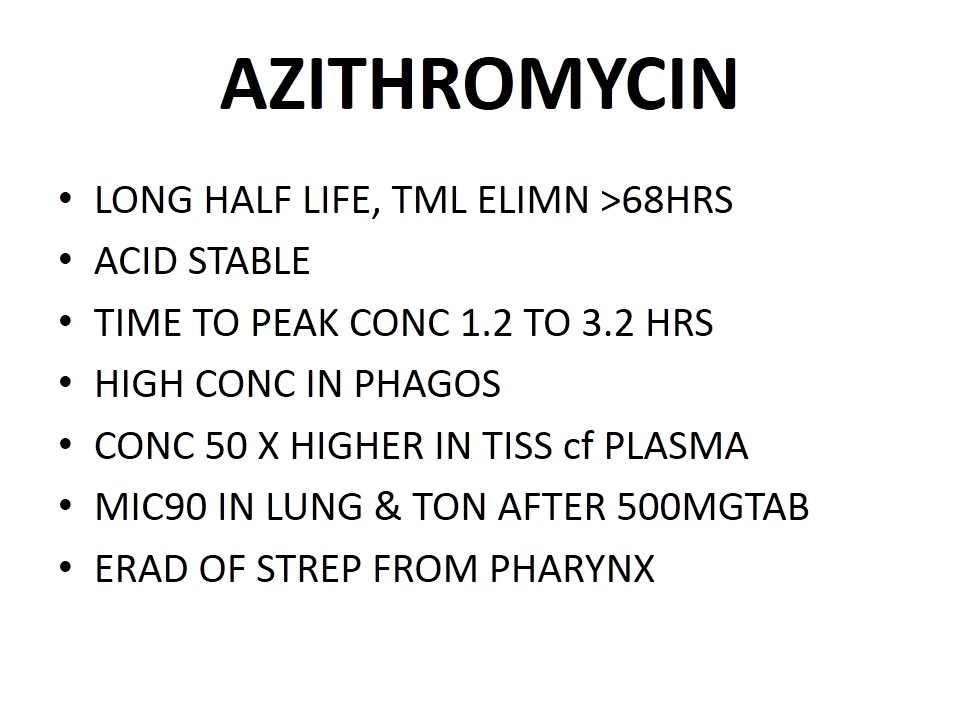 AZITHROMYCIN
• LONG HALF LIFE, TML ELIMN >68HRS
• ACID STABLE
• TIME TO PEAK CONC 1.2 TO 3.2 HRS
• HIGH CONC IN PHAGOS
• CONC 50 X HIGHER IN TISS cf PLASMA
• MIC90 IN LUNG & TON AFTER 500MGTAB
• ERAD OF STREP FROM PHARYNX